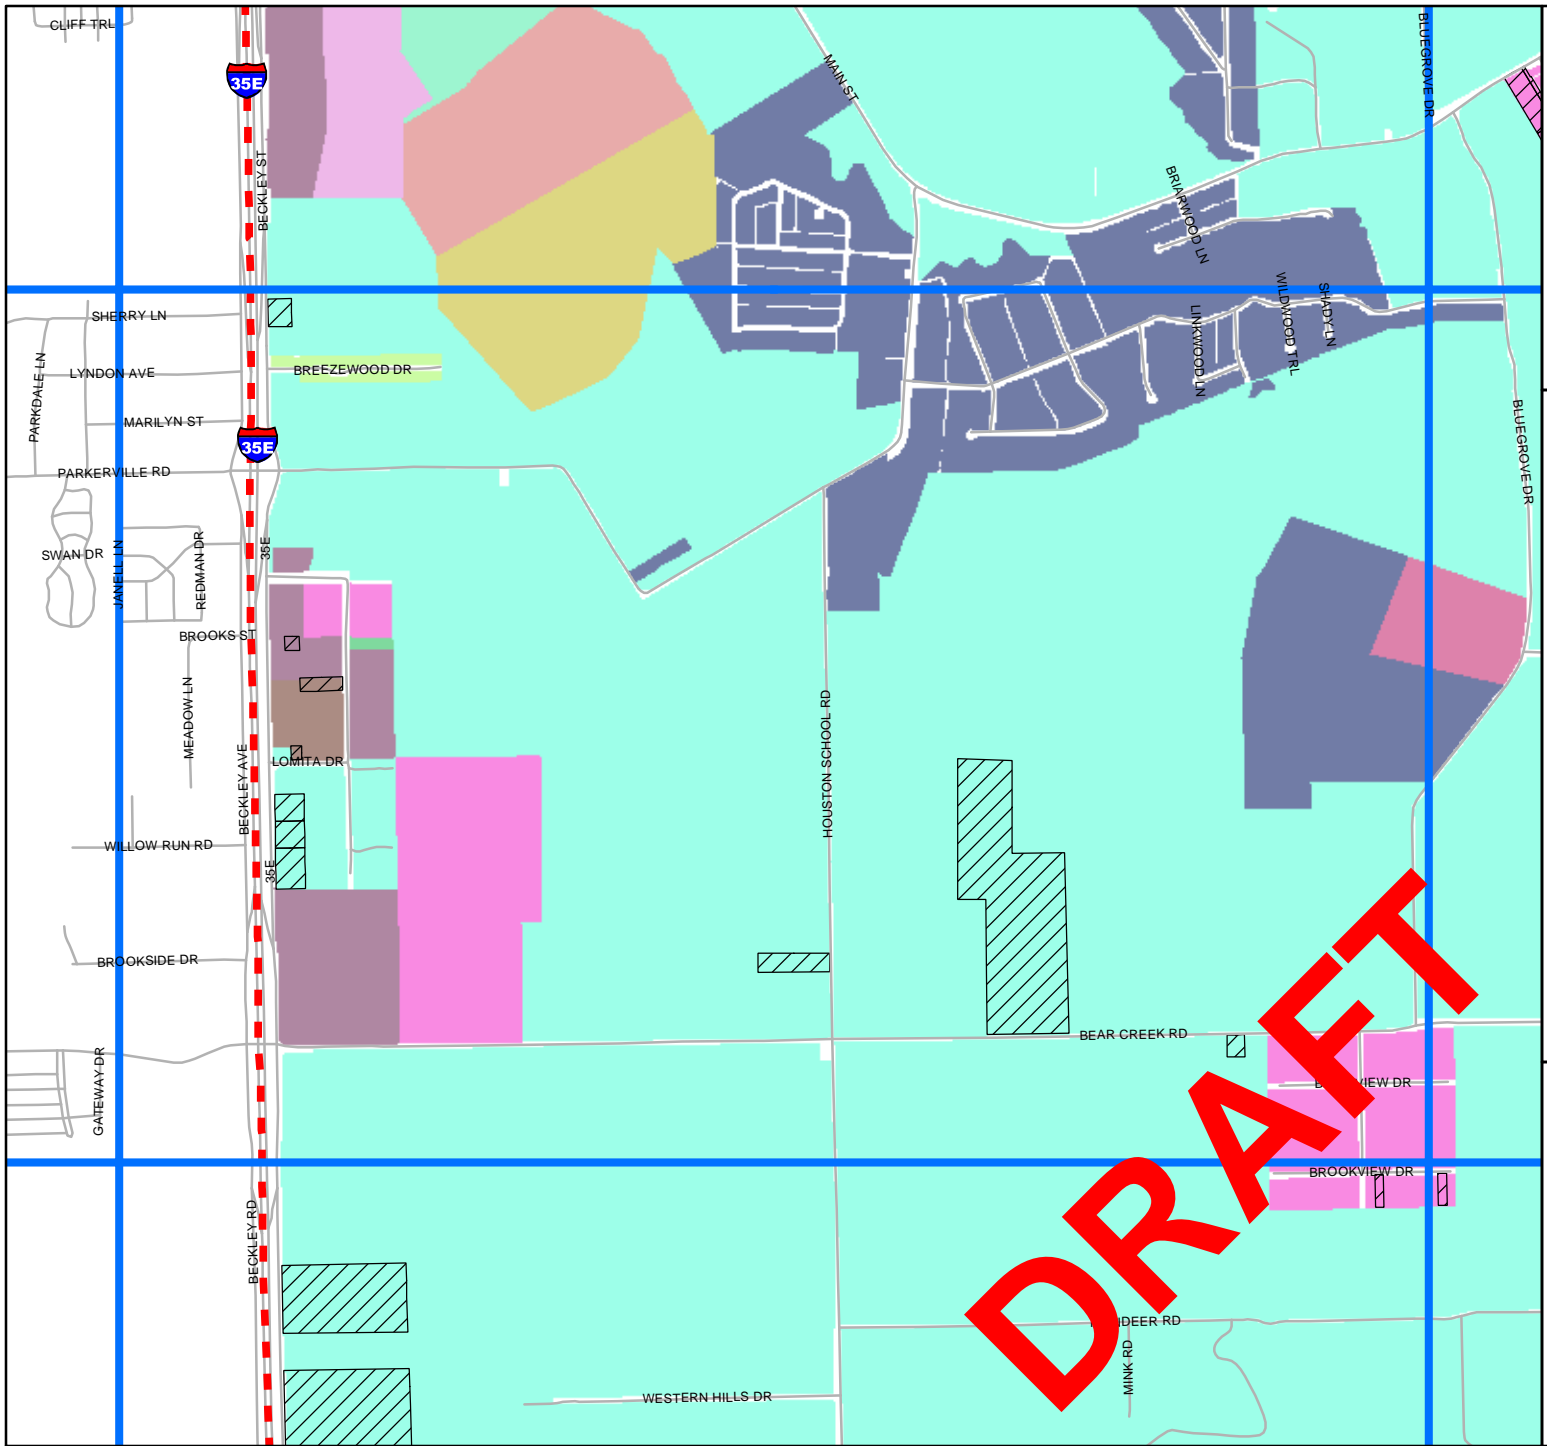 CLIFF TRL
35E
MAIN ST
BLUEGROVE DR
BECKLEY ST
BRIARWOOD LN
SHERRY LN
LINKWOOD LN
WILDWOOD TRL
SHADY LN
PARKDALE LN
LYNDON AVE
BREEZEWOOD DR
MARILYN ST
35E
BLUEGROVE DR
PARKERVILLE RD
SWAN DR
JANELL LN
REDMAN DR
35E
BROOKS ST
MEADOW LN
HOUSTON SCHOOL RD
BECKLEY AVE
LOMITA DR
WILLOW RUN RD
35E
BROOKSIDE DR
BEAR CREEK RD
GATEWAY DR
VIEW DR
BROOKVIEW DR
DRAFT
BECKLEY RD
DEER RD
MINK RD
WESTERN HILLS DR